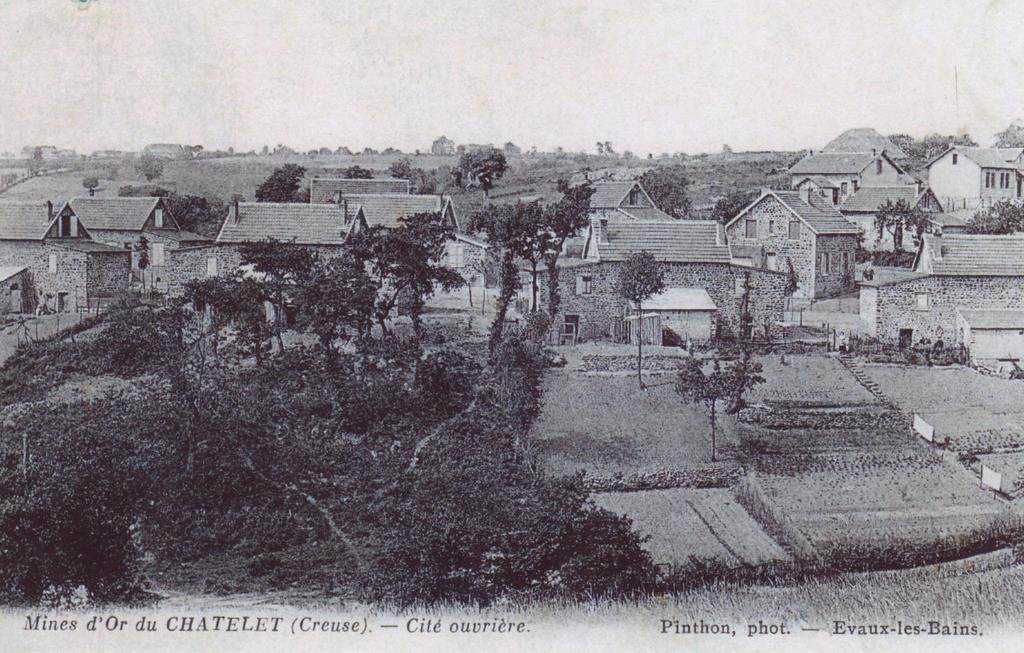 Mines d'Or du CHATELET (Creuse). — Cité ouvrière. Pinthon, phot. — Evaux-les-Bains.